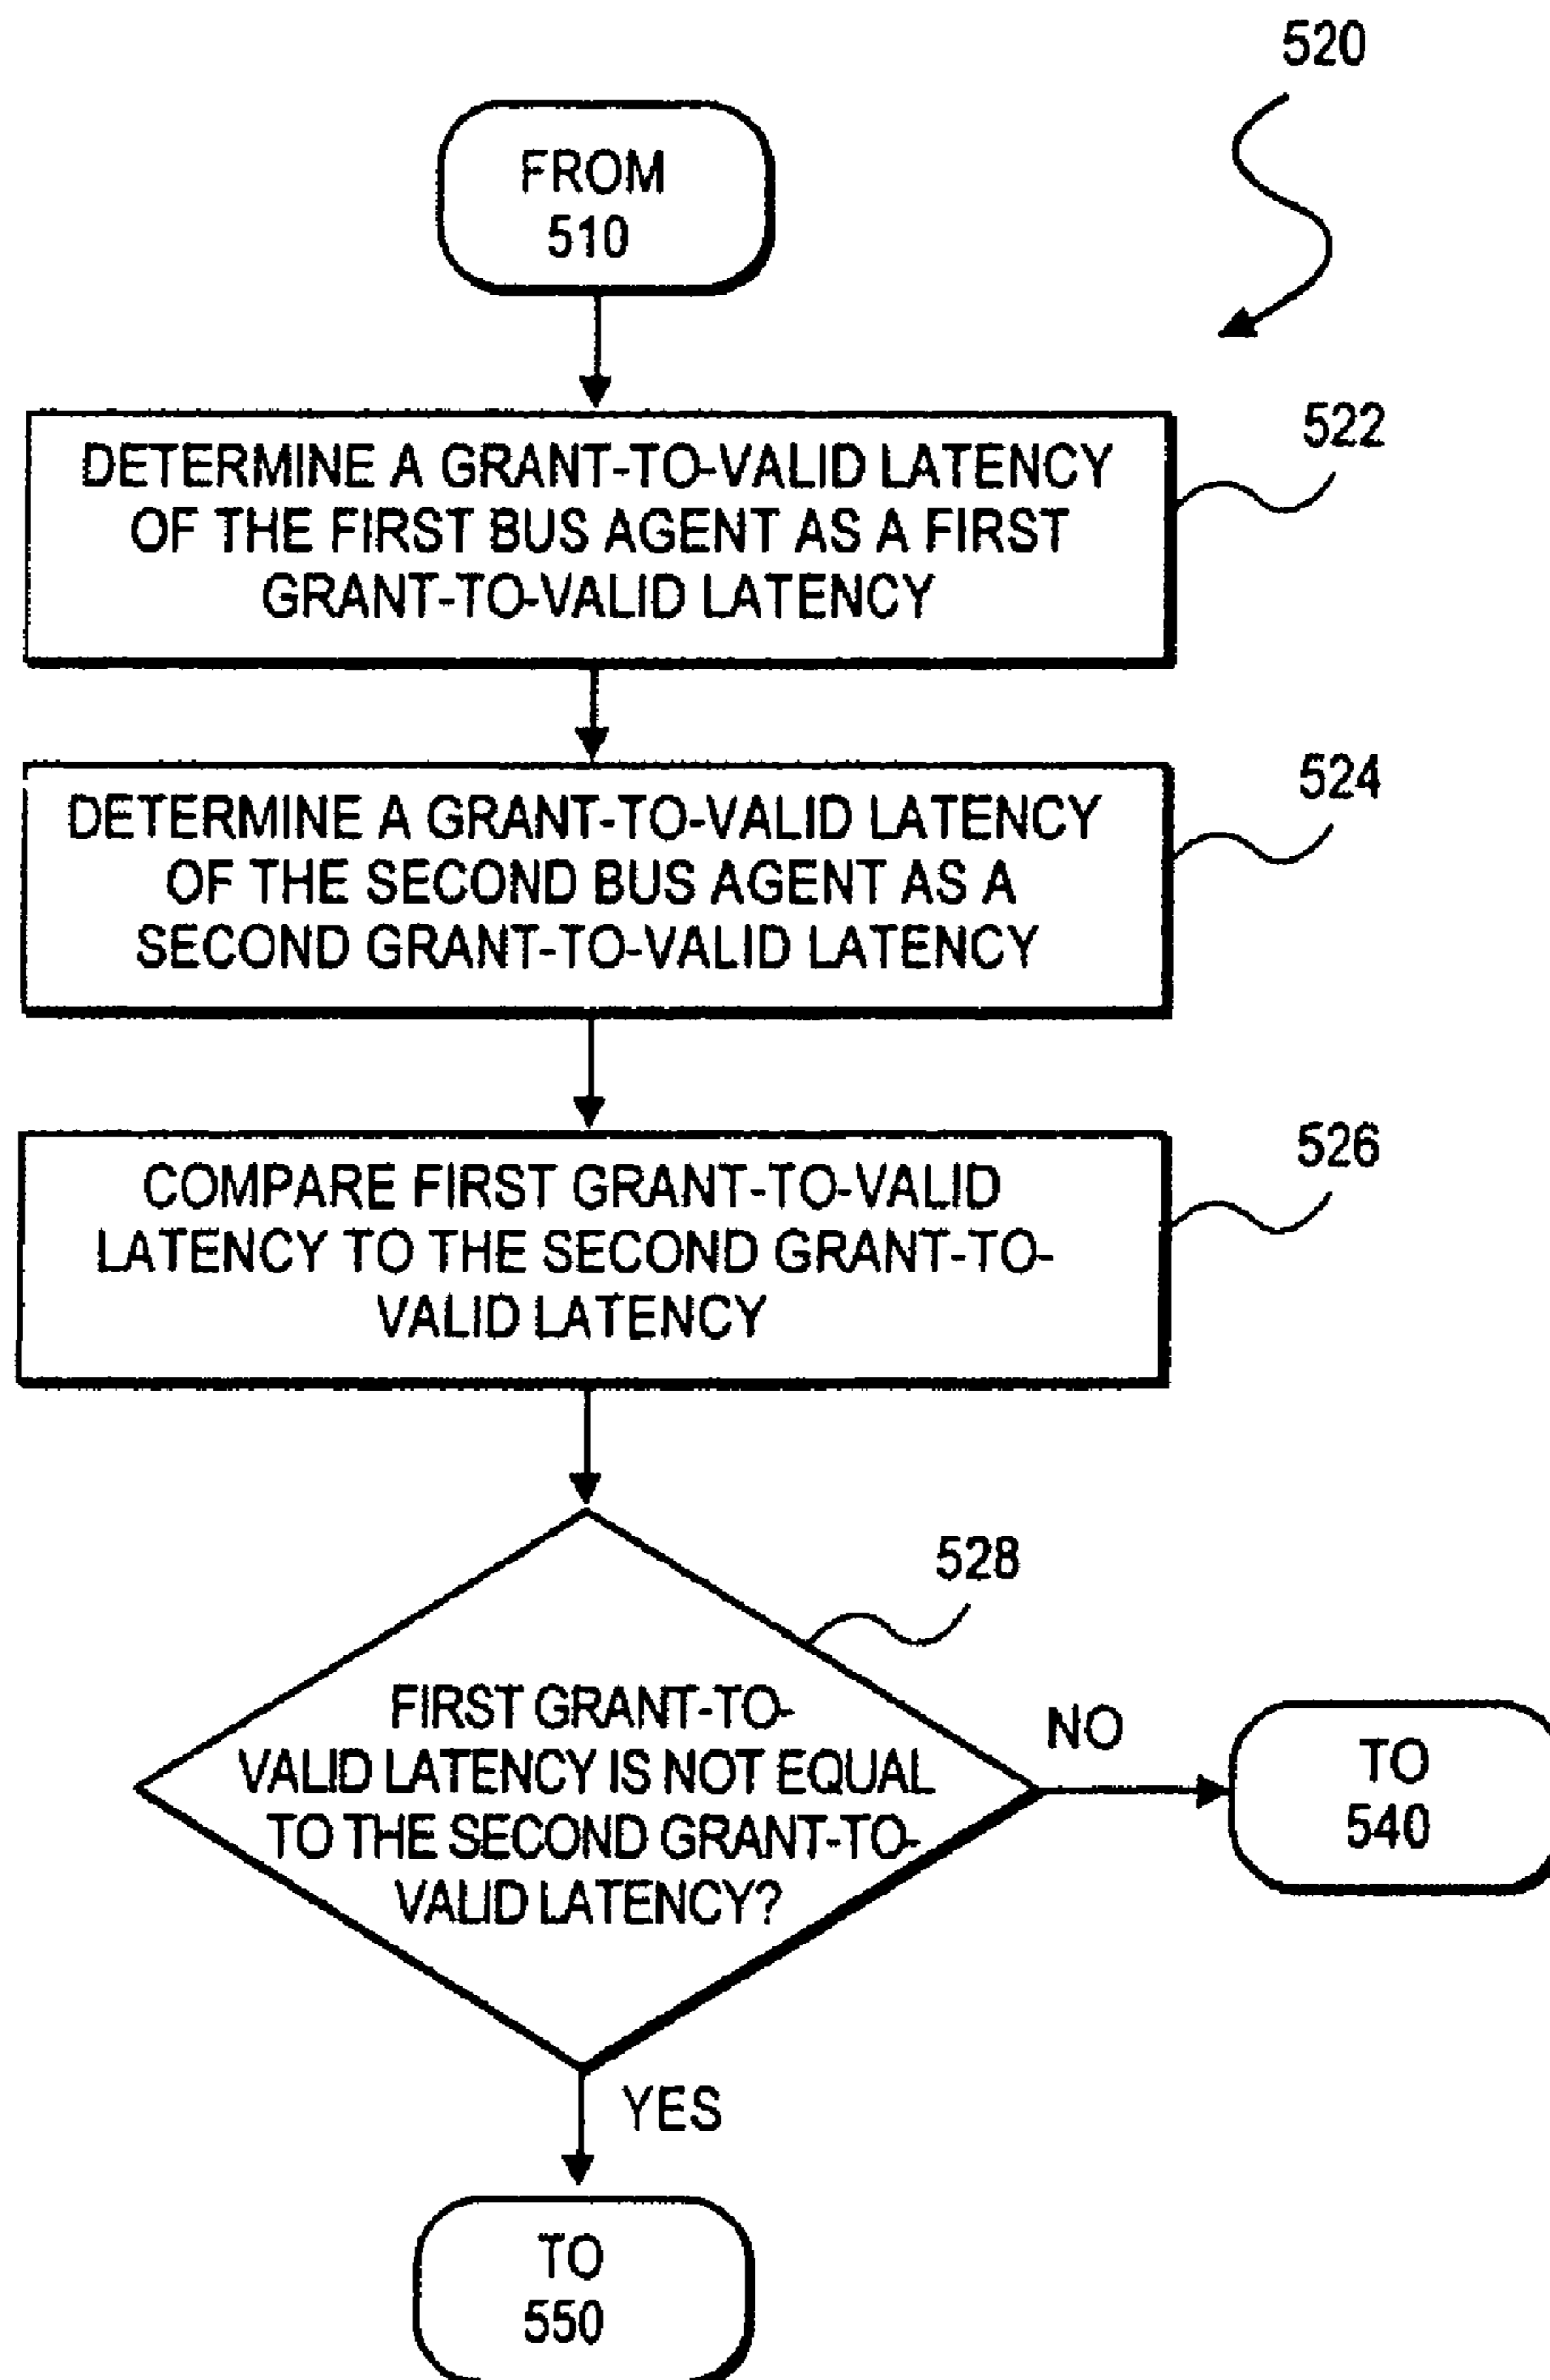 520
FROM
510
DETERMINE A GRANT-TO-VALID LATENCY
OF THE FIRST BUS AGENT AS A FIRST
GRANT-TO-VALID LATENCY
522
DETERMINE A GRANT-TO-VALID LATENCY
OF THE SECOND BUS AGENT AS A
SECOND GRANT-TO-VALID LATENCY
524
COMPARE FIRST GRANT-TO-VALID
LATENCY TO THE SECOND GRANT-TO-
VALID LATENCY
526
528
FIRST GRANT-TO-
VALID LATENCY IS NOT EQUAL
TO THE SECOND GRANT-TO-
VALID LATENCY?
NO
TO
540
YES
TO
550